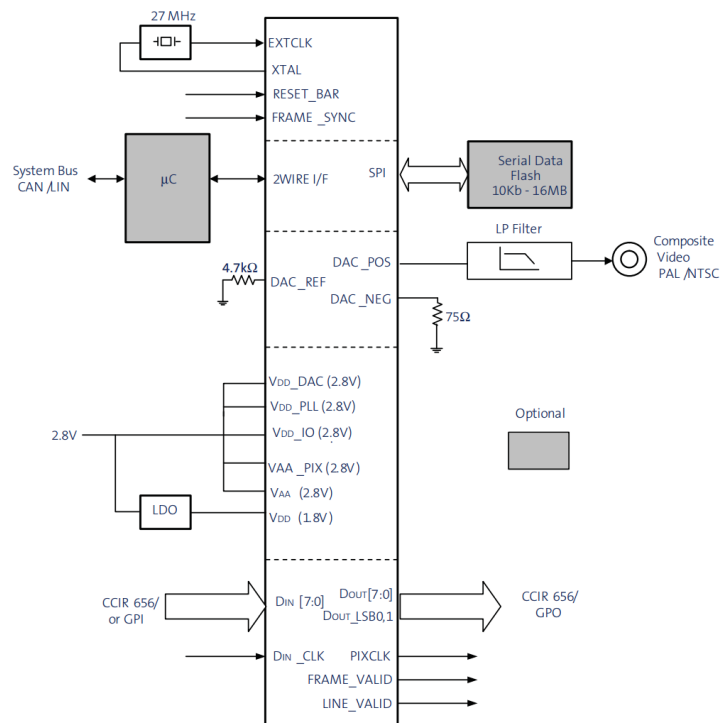 27 MHz
EXTCLK
XTAL
RESET_BAR
FRAME _SYNC
System Bus
CAN /LIN
µC
2WIRE I/F
SPI
Serial Data
Flash
10Kb - 16MB
LP Filter
4.7kΩ
DAC_REF
DAC_POS
DAC_NEG
75Ω
Composite
Video
PAL /NTSC
2.8V
VDD_DAC (2.8V)
VDD_PLL (2.8V)
VDD_IO (2.8V)
VAA _PIX (2.8V)
VAA (2.8V)
VDD (1.8V)
LDO
Optional
CCIR 656/
or GPI
DIN [7:0]
DOUT[7:0]
DOUT_LSB0,1
CCIR 656/
GPO
DIN _CLK
PIXCLK
FRAME_VALID
LINE_VALID